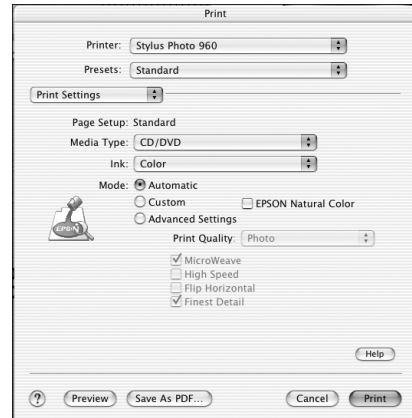 Print
Printer: Stylus Photo 960
Presets: Standard
Print Settings
Page Setup: Standard
Media Type: CD/DVD
Ink: Color
Mode: Automatic
Custom EPSON Natural Color
Advanced Settings
EPSON
Print Quality: Photo
MicroWeave
High Speed
Flip Horizontal
Finest Detail
Help
? Preview Save As PDF... Cancel Print